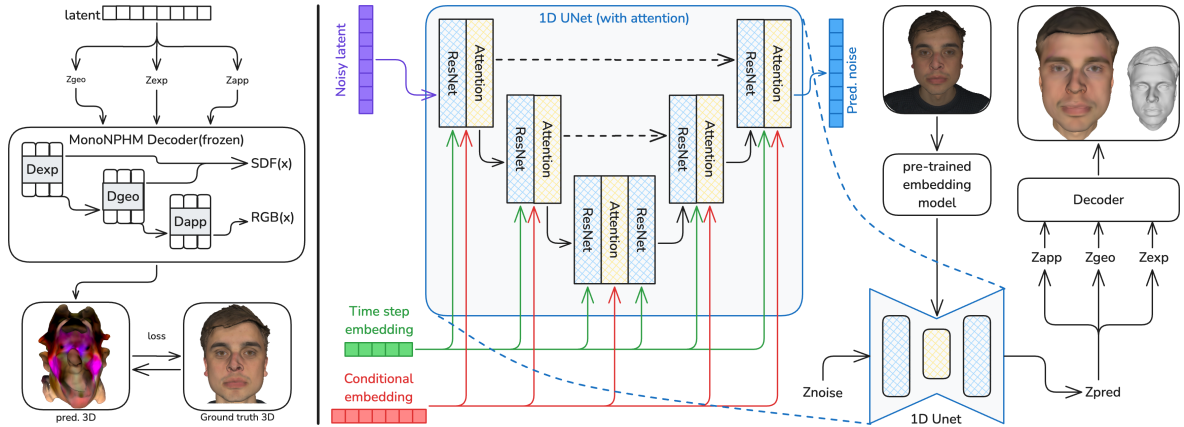 latent
Zgeo
Zexp
Zapp
MonoNPHM Decoder(frozen)
Dexp
SDF(x)
Dgeo
Dapp
RGB(x)
loss
pred. 3D
Ground truth 3D
Noisy latent
1D UNet (with attention)
ResNet
Attention
ResNet
Attention
ResNet
Attention
ResNet
Attention
ResNet
Attention
ResNet
Pred. noise
Time step
embedding
Conditional
embedding
pre-trained
embedding
model
Decoder
Zapp
Zgeo
Zexp
Znoise
Zpred
1D Unet